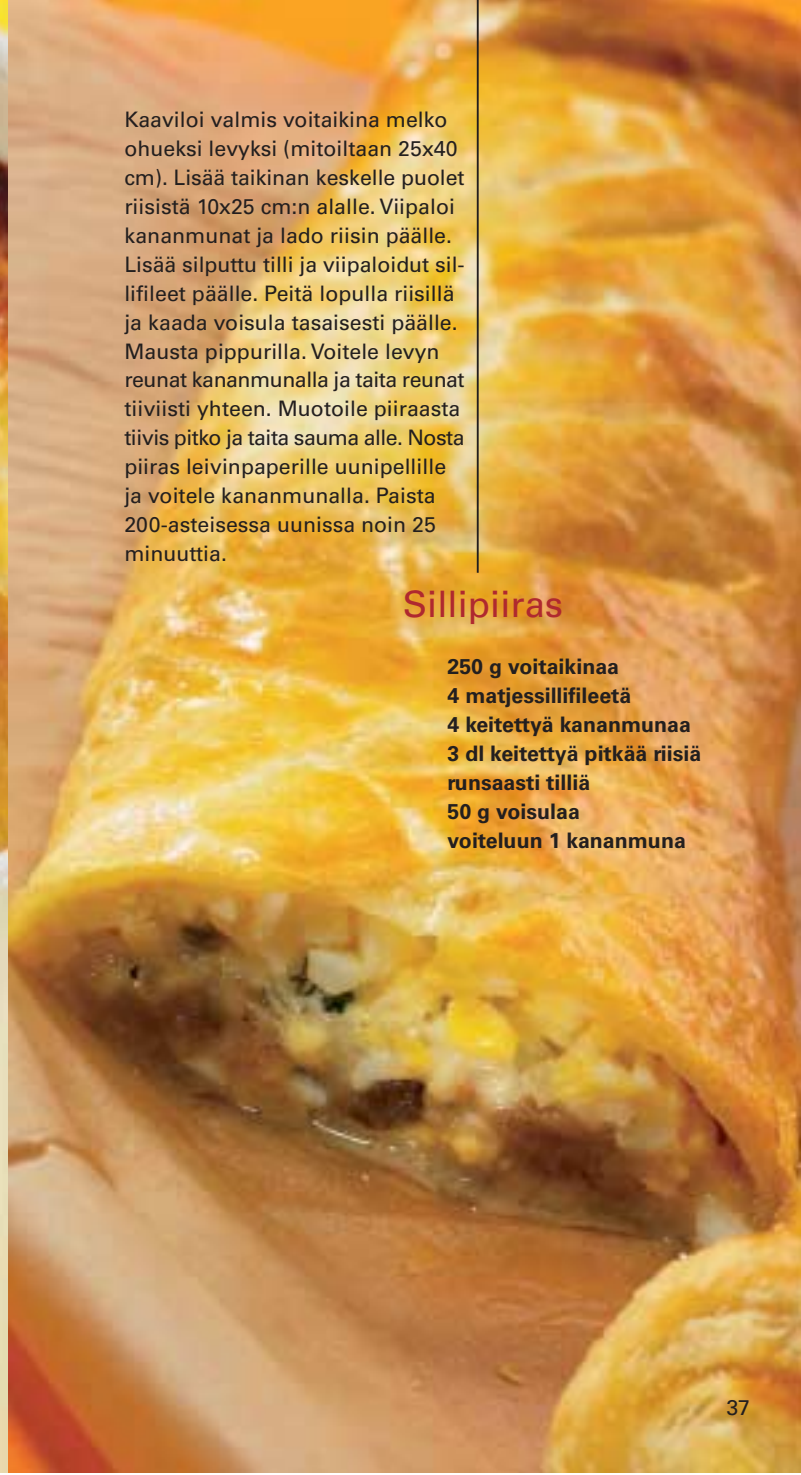 Kaaviloi valmis voitaikina melko
ohueksi levyksi (mitoiltaan 25x40
cm). Lisää taikinan keskelle puolet
riisistä 10x25 cm:n alalle. Viipaloi
kananmunat ja lado riisin päälle.
Lisää silputtu tilli ja viipaloidut sil-
lifileet päälle. Peitä lopulla riisillä
ja kaada voisula tasaisesti päälle.
Mausta pippurilla. Voitele levyn
reunat kananmunalla ja taita reunat
tiiviisti yhteen. Muotoile piiraasta
tiivis pitko ja taita sauma alle. Nosta
piiras leivinpaperille uunipellille
ja voitele kananmunalla. Paista
200-asteisessa uunissa noin 25
minuuttia.
Sillipiiras
250 g voitaikinaa
4 matjessillifileetä
4 keitettyä kananmunaa
3 dl keitettyä pitkää riisiä
runsaasti tilliä
50 g voisulaa
voiteluun 1 kananmuna
37